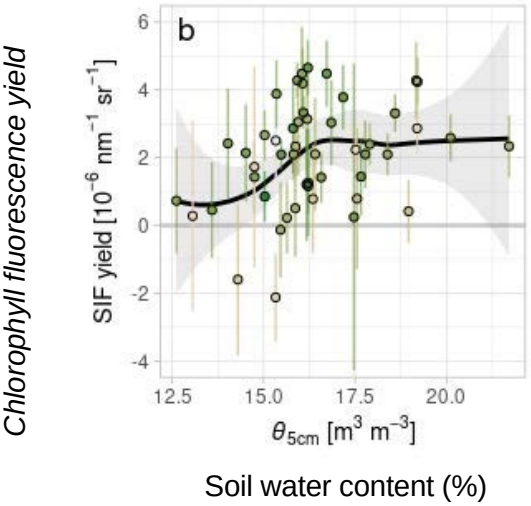 Chlorophyll fluorescence yield
SIF yield [10⁻⁶ nm⁻¹ sr⁻¹]
b
6
4
2
0
-2
-4
12.5 15.0 17.5 20.0
θ5cm [m³ m⁻³]
Soil water content (%)